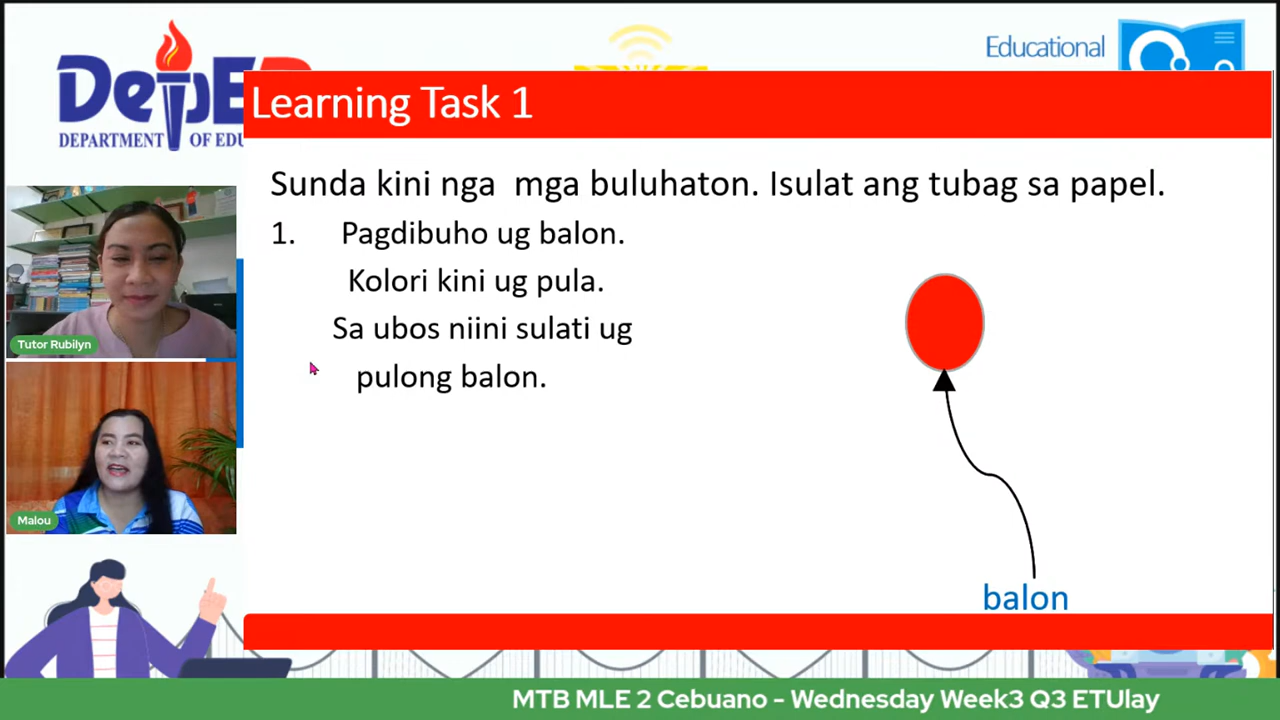 DepED
DEPARTMENT OF EDU
Educational
Learning Task 1
Sunda kini nga mga buluhaton. Isulat ang tubag sa papel.
1. Pagdibuho ug balon.
Kolori kini ug pula.
Sa ubos niini sulati ug
pulong balon.
Tutor Rubilyn
Malou
balon
MTB MLE 2 Cebuano - Wednesday Week3 Q3 ETUlay